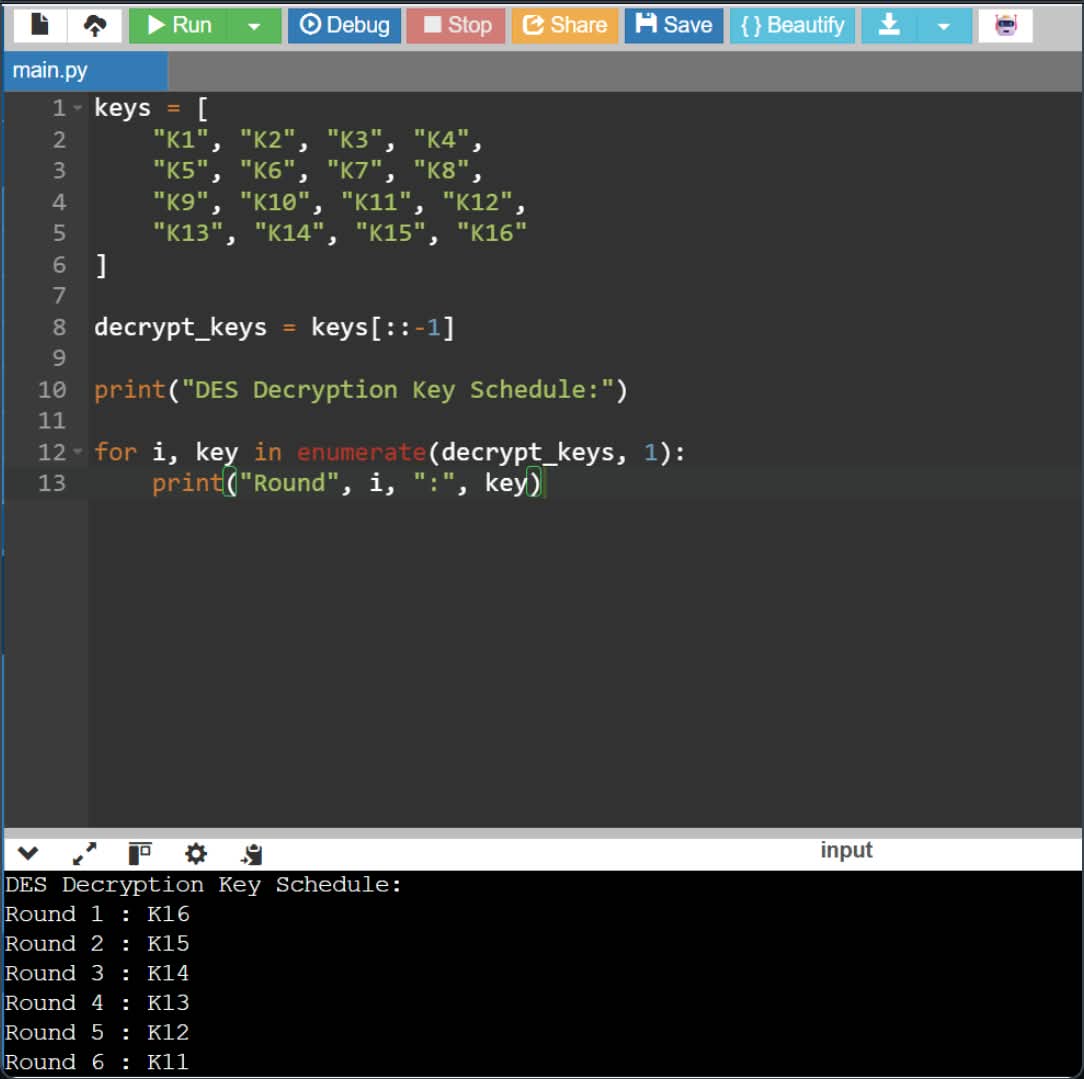 Run Debug Stop Share Save { } Beautify
main.py
1 keys = [
2     "K1", "K2", "K3", "K4",
3     "K5", "K6", "K7", "K8",
4     "K9", "K10", "K11", "K12",
5     "K13", "K14", "K15", "K16"
6 ]
7
8 decrypt_keys = keys[::-1]
9
10 print("DES Decryption Key Schedule:")
11
12 for i, key in enumerate(decrypt_keys, 1):
13     print("Round", i, ":", key)
input
DES Decryption Key Schedule:
Round 1 : K16
Round 2 : K15
Round 3 : K14
Round 4 : K13
Round 5 : K12
Round 6 : K11